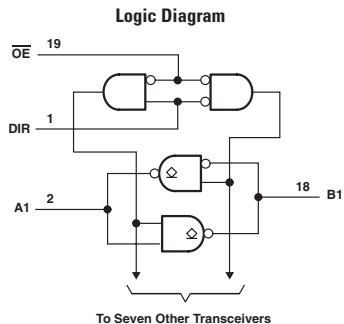 Logic Diagram
OE 19
DIR 1
A1 2
18 B1
To Seven Other Transceivers